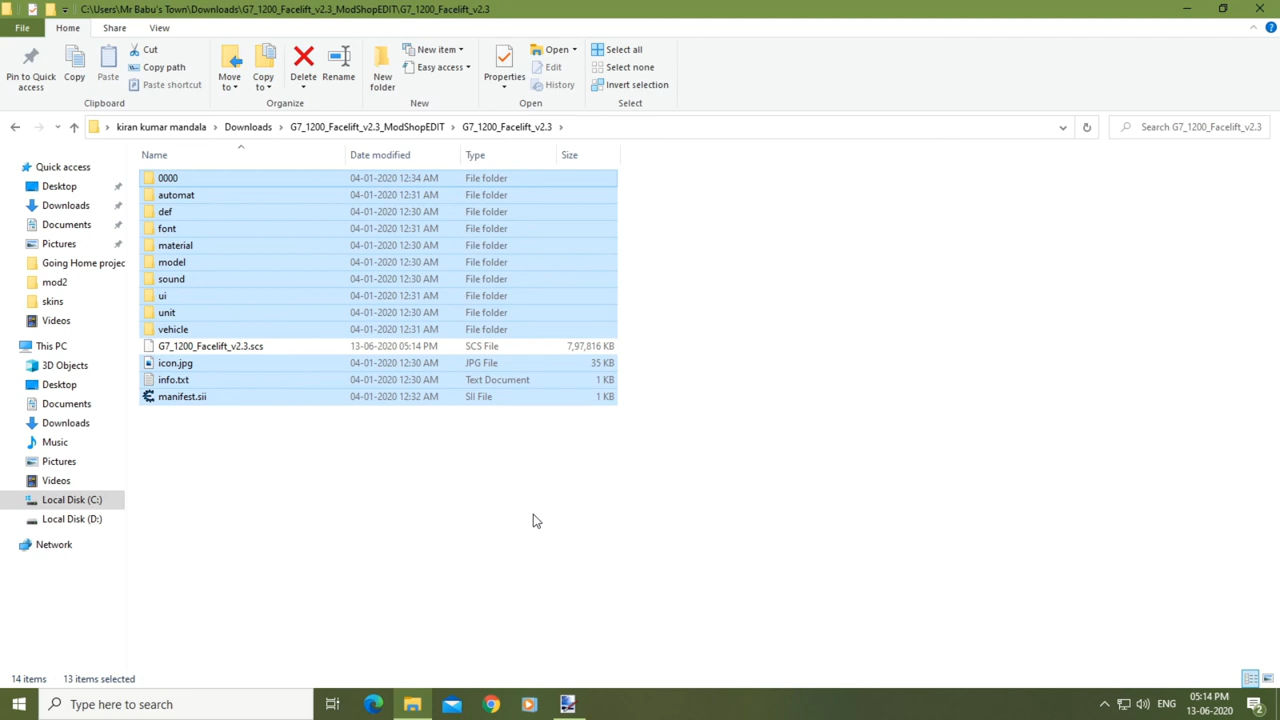 C:\Users\Mr Babu's Town\Downloads\G7_1200_Facelift_v2.3_ModShopEDIT\G7_1200_Facelift_v2.3
File Home Share View
Pin to Quick access
Copy
Paste
Cut
Copy path
Paste shortcut
Clipboard
Move to
Copy to
Delete
Rename
Organize
New folder
New item
Easy access
New
Properties
Open
Edit
History
Open
Select all
Select none
Invert selection
Select
kiran kumar mandala > Downloads > G7_1200_Facelift_v2.3_ModShopEDIT > G7_1200_Facelift_v2.3 >
Search G7_1200_Facelift_v2.3
Quick access
Desktop
Downloads
Documents
Pictures
Going Home projec
mod2
skins
Videos
This PC
3D Objects
Desktop
Documents
Downloads
Music
Pictures
Videos
Local Disk (C:)
Local Disk (D:)
Network
Name Date modified Type Size
0000 04-01-2020 12:34 AM File folder
automat 04-01-2020 12:31 AM File folder
def 04-01-2020 12:30 AM File folder
font 04-01-2020 12:30 AM File folder
material 04-01-2020 12:30 AM File folder
model 04-01-2020 12:30 AM File folder
sound 04-01-2020 12:30 AM File folder
ui 04-01-2020 12:31 AM File folder
unit 04-01-2020 12:30 AM File folder
vehicle 04-01-2020 12:31 AM File folder
G7_1200_Facelift_v2.3.scs 13-06-2020 05:14 PM SCS File 7,97,816 KB
icon.jpg 04-01-2020 12:30 AM JPG File 35 KB
info.txt 04-01-2020 12:30 AM Text Document 1 KB
manifest.sii 04-01-2020 12:32 AM SII File 1 KB
14 items 13 items selected
Type here to search
ENG
05:14 PM
13-06-2020
2